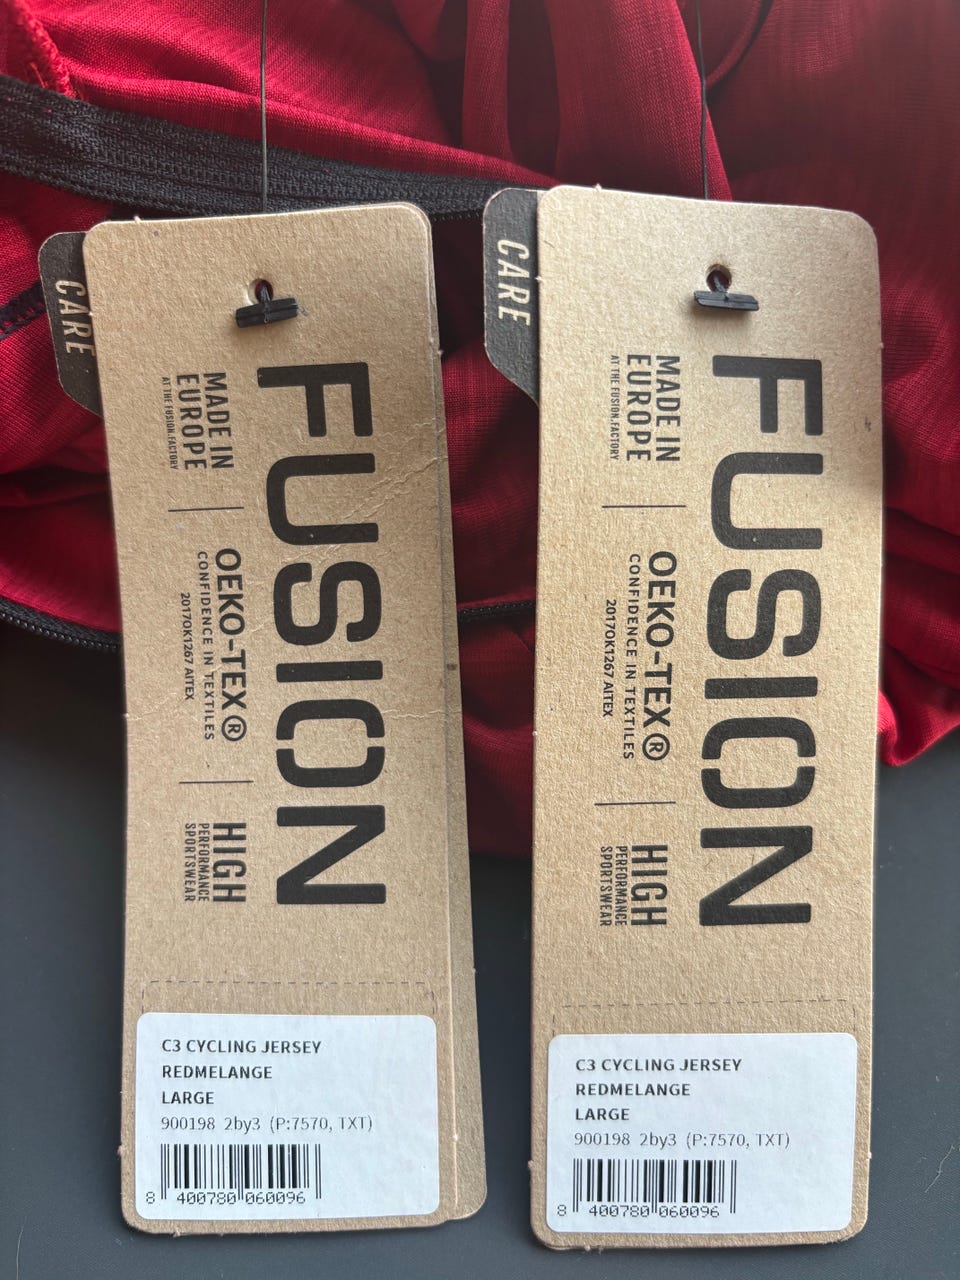 CARE
FUSION
MADE IN
EUROPE
AT THE FUSION.FACTORY
OEKO-TEX®
CONFIDENCE IN TEXTILES
2017OK1267 AITEX
HIGH
PERFORMANCE
SPORTSWEAR
C3 CYCLING JERSEY
REDMELANGE
LARGE
900198 2by3 (P:7570, TXT)
8 400780 060096
CARE
FUSION
MADE IN
EUROPE
AT THE FUSION.FACTORY
OEKO-TEX®
CONFIDENCE IN TEXTILES
2017OK1267 AITEX
HIGH
PERFORMANCE
SPORTSWEAR
C3 CYCLING JERSEY
REDMELANGE
LARGE
900198 2by3 (P:7570, TXT)
8 400780 060096